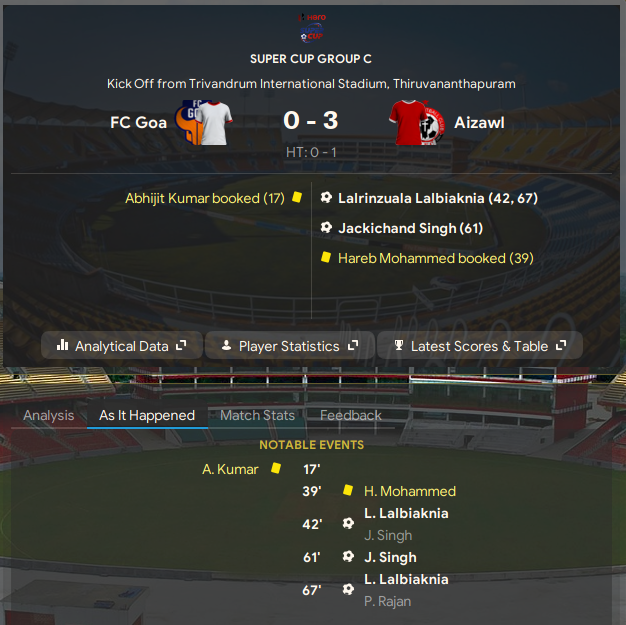 Hero
CUP
SUPER CUP GROUP C
Kick Off from Trivandrum International Stadium, Thiruvananthapuram
FC Goa
FC
0 - 3
Aizawl
HT: 0 - 1
Abhijit Kumar booked (17)
Lalrinzuala Lalbiaknia (42, 67)
Jackichand Singh (61)
Hareb Mohammed booked (39)
Analytical Data
Player Statistics
Latest Scores & Table
Analysis
As It Happened
Match Stats
Feedback
NOTABLE EVENTS
A. Kumar
17'
39'
H. Mohammed
42'
L. Lalbiaknia
J. Singh
61'
J. Singh
67'
L. Lalbiaknia
P. Rajan